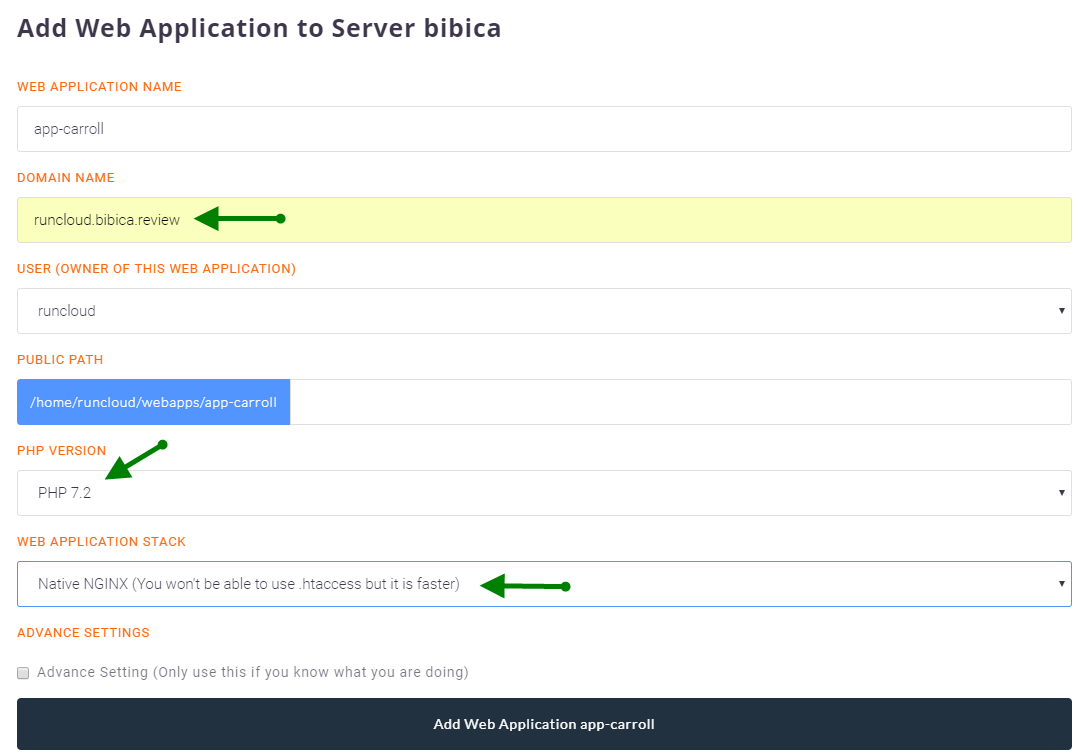 Add Web Application to Server bibica
WEB APPLICATION NAME
app-carroll
DOMAIN NAME
runcloud.bibica.review
USER (OWNER OF THIS WEB APPLICATION)
runcloud
PUBLIC PATH
/home/runcloud/webapps/app-carroll
PHP VERSION
PHP 7.2
WEB APPLICATION STACK
Native NGINX (You won't be able to use .htaccess but it is faster)
ADVANCE SETTINGS
Advance Setting (Only use this if you know what you are doing)
Add Web Application app-carroll